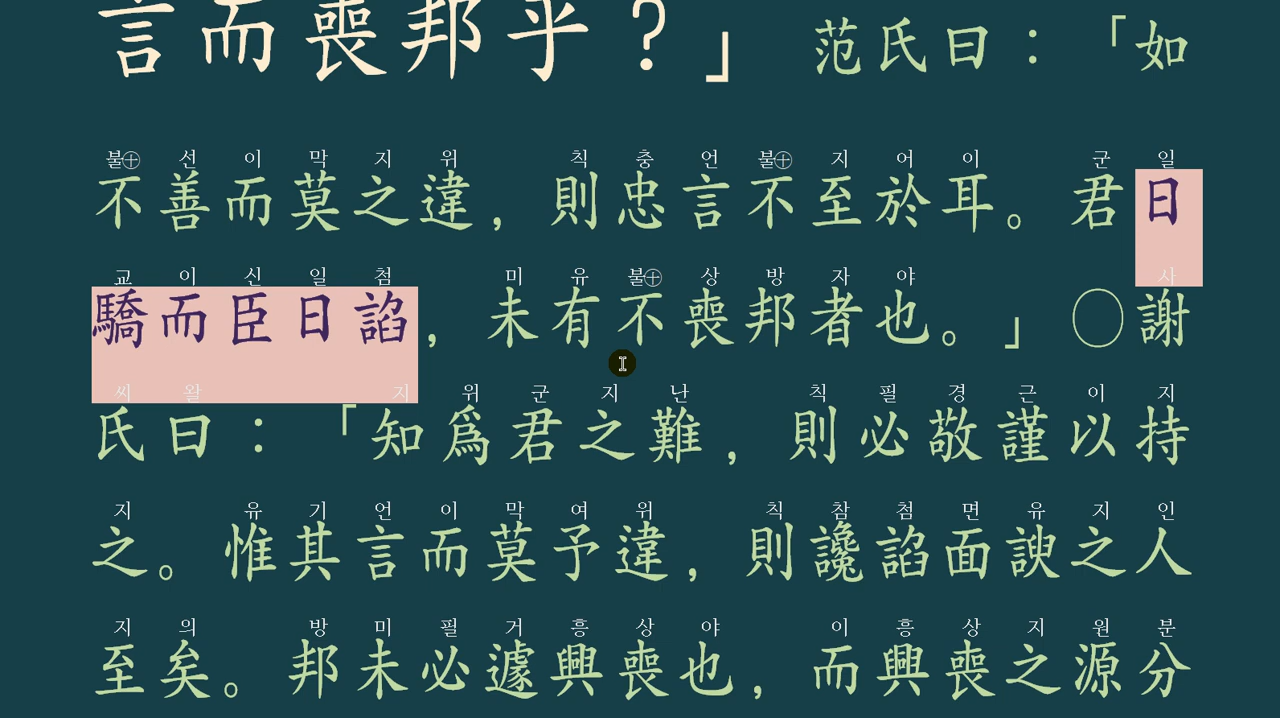 言而喪邦乎？」 范氏曰：「如
불㊉ 선 이 막 지 위 칙 충 언 불㊉ 지 어 이 군 일
不善而莫之違，則忠言不至於耳。君日
교 이 신 일 첨 미 유 불㊉ 상 방 자 야 사
驕而臣日諂，未有不喪邦者也。」○謝
씨 왈 지 위 군 지 난 칙 필 경 근 이 지
氏曰：「知爲君之難，則必敬謹以持
지 유 기 언 이 막 여 위 칙 참 첨 면 유 지 인
之。惟其言而莫予違，則讒諂面諛之人
지 의 방 미 필 거 흥 상 야 이 흥 상 지 원 분
至矣。邦未必遽興喪也，而興喪之源分